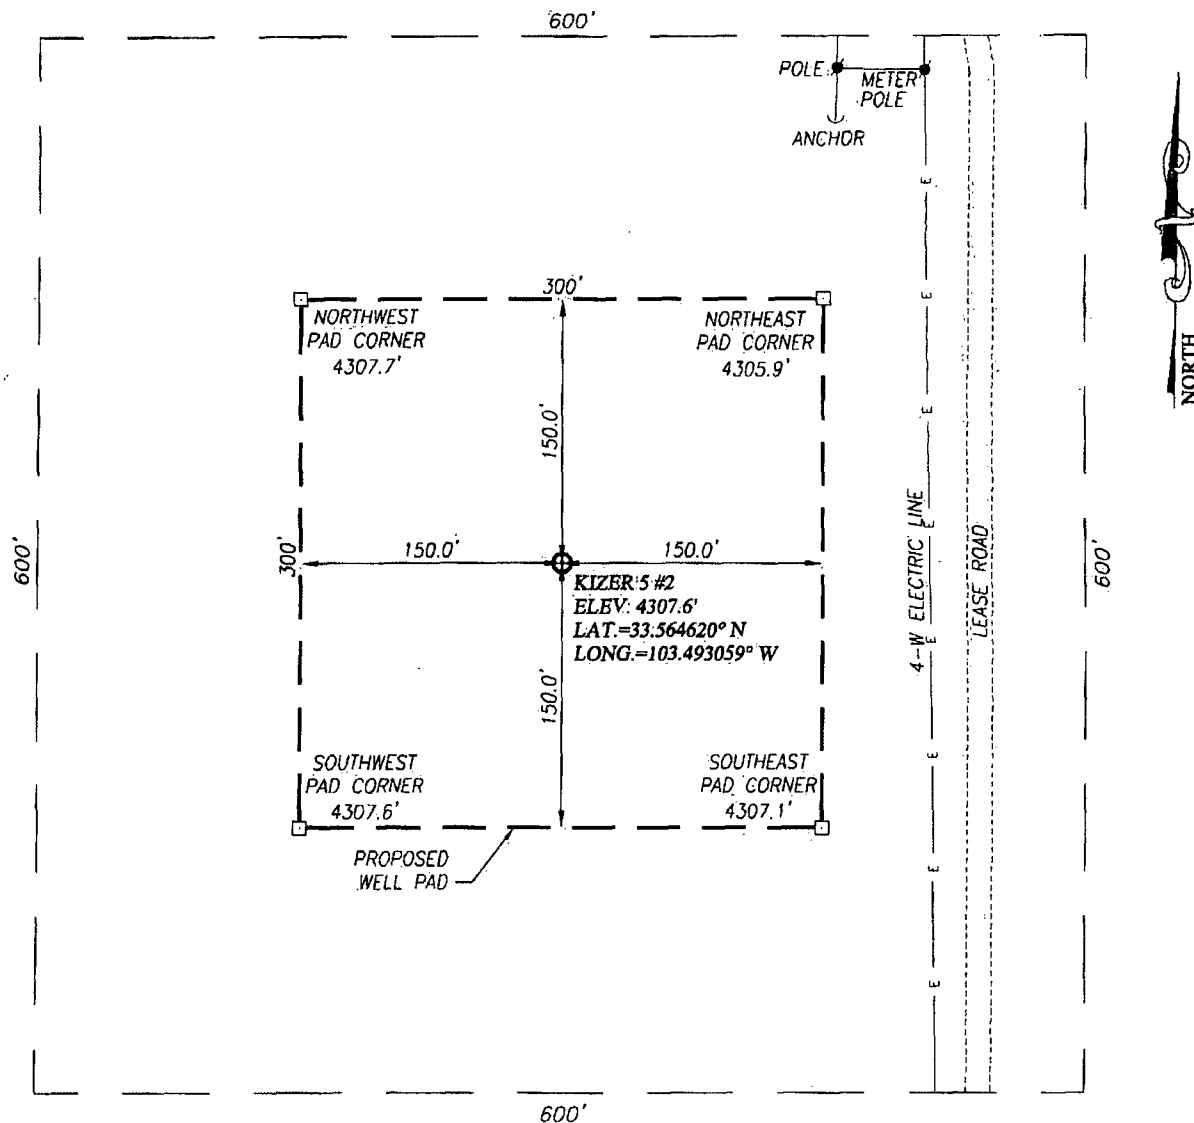 600'
POLE
METER
POLE
ANCHOR
E
NORTH
E
300'
NORTHWEST
PAD CORNER
4307.7'
NORTHEAST
PAD CORNER
4305.9'
150.0'
E
600'
300'
150.0'
150.0'
4-W ELECTRIC LINE
E
LEASE ROAD
600'
KIZER 5 #2
ELEV: 4307.6'
LAT.=33.564620° N
LONG.=103.493059° W
E
150.0'
SOUTHWEST
PAD CORNER
4307.6'
SOUTHEAST
PAD CORNER
4307.1'
E
PROPOSED
WELL PAD
E
E
600'